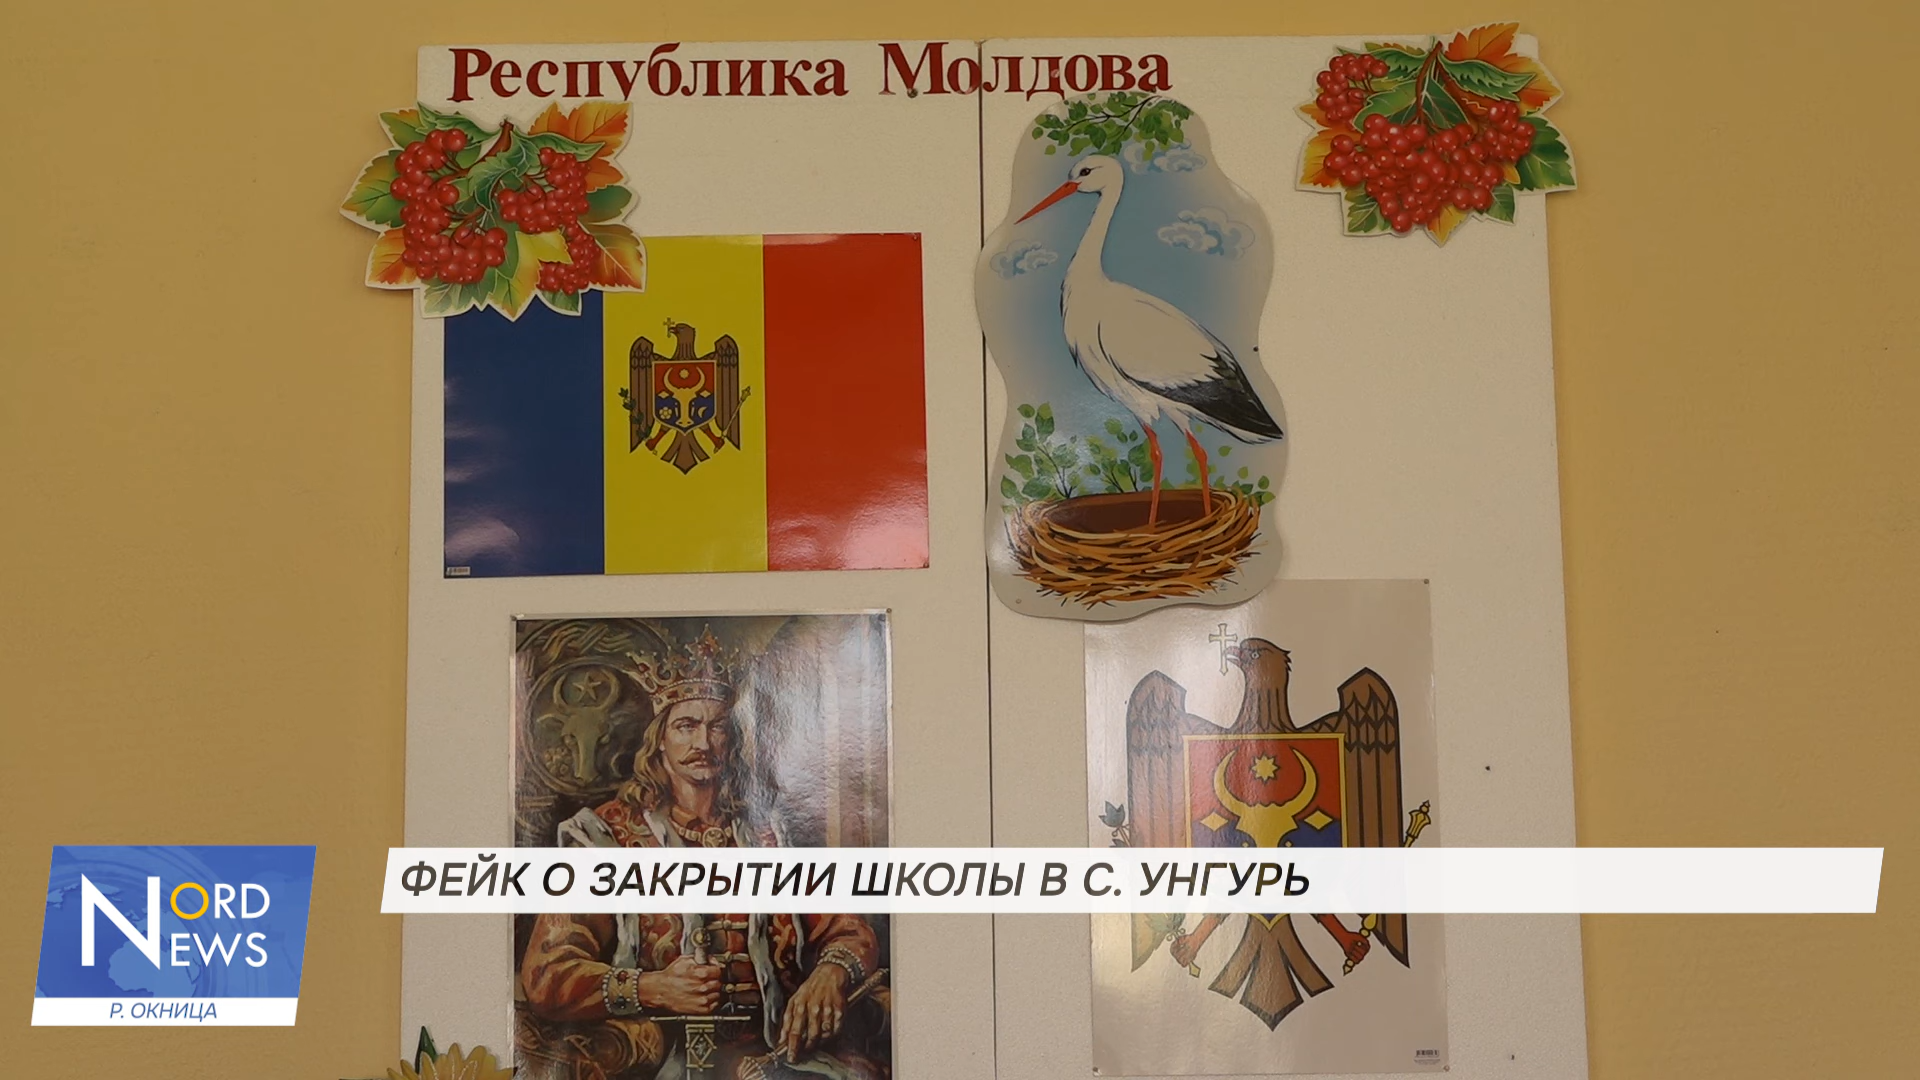 Республика Молдова
ФЕЙК О ЗАКРЫТИИ ШКОЛЫ В С. УНГУРЬ
NORD
NEWS
Р. ОКНИЦА